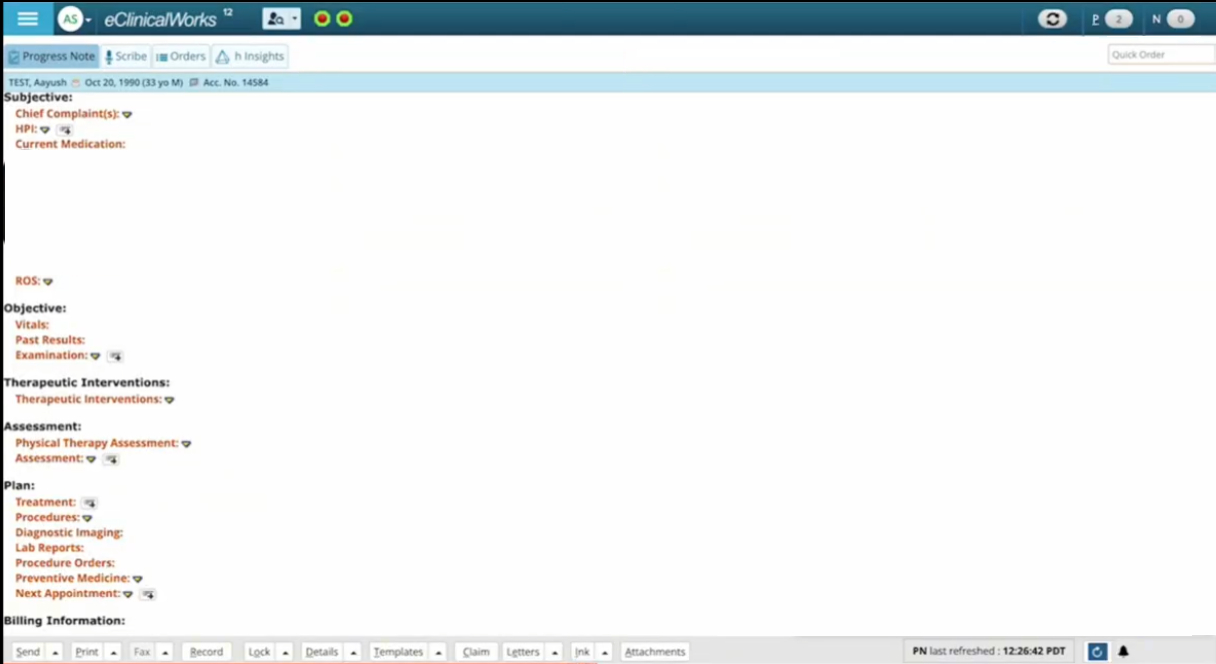 AS eClinicalWorks 12 P 2 N 0
Progress Note Scribe Orders h Insights Quick Order
TEST, Aayush Oct 20, 1990 (33 yo M) Acc. No. 14584
Subjective:
Chief Complaint(s):
HPI:
Current Medication:
ROS:
Objective:
Vitals:
Past Results:
Examination:
Therapeutic Interventions:
Therapeutic Interventions:
Assessment:
Physical Therapy Assessment:
Assessment:
Plan:
Treatment:
Procedures:
Diagnostic Imaging:
Lab Reports:
Procedure Orders:
Preventive Medicine:
Next Appointment:
Billing Information:
Send Print Fax Record Lock Details Templates Claim Letters Ink Attachments PN last refreshed : 12:26:42 PDT